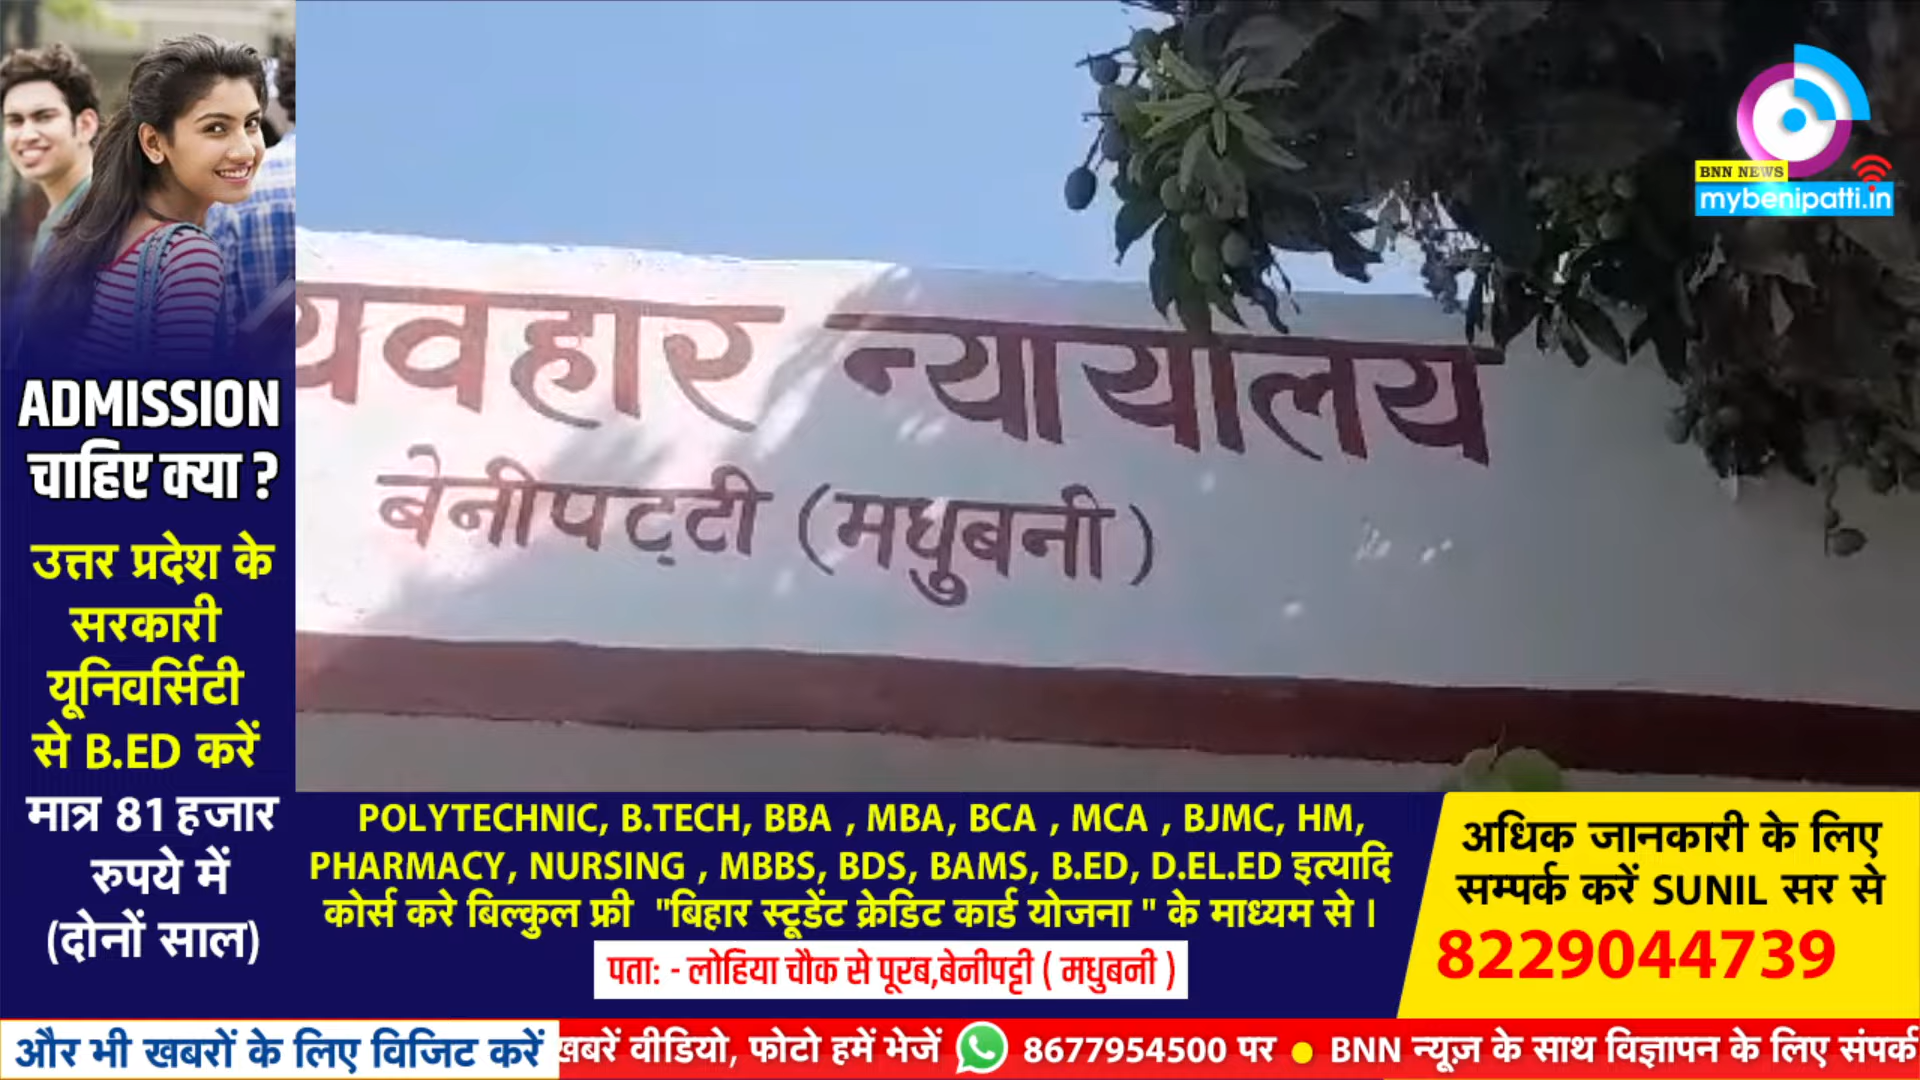 BNN NEWS
mybenipatti.in
यवहार न्यायालय
बेनीपट्टी (मधुबनी)
ADMISSION
चाहिए क्या ?
उत्तर प्रदेश के
सरकारी
यूनिवर्सिटी
से B.ED करें
मात्र 81 हजार
रुपये में
(दोनों साल)
POLYTECHNIC, B.TECH, BBA , MBA, BCA , MCA , BJMC, HM,
PHARMACY, NURSING , MBBS, BDS, BAMS, B.ED, D.EL.ED इत्यादि
कोर्स करे बिल्कुल फ्री "बिहार स्टूडेंट क्रेडिट कार्ड योजना " के माध्यम से ।
पता: - लोहिया चौक से पूरब,बेनीपट्टी ( मधुबनी )
अधिक जानकारी के लिए
सम्पर्क करें SUNIL सर से
8229044739
और भी खबरों के लिए विजिट करें खबरें वीडियो, फोटो हमें भेजें 8677954500 पर ● BNN न्यूज़ के साथ विज्ञापन के लिए संपर्क